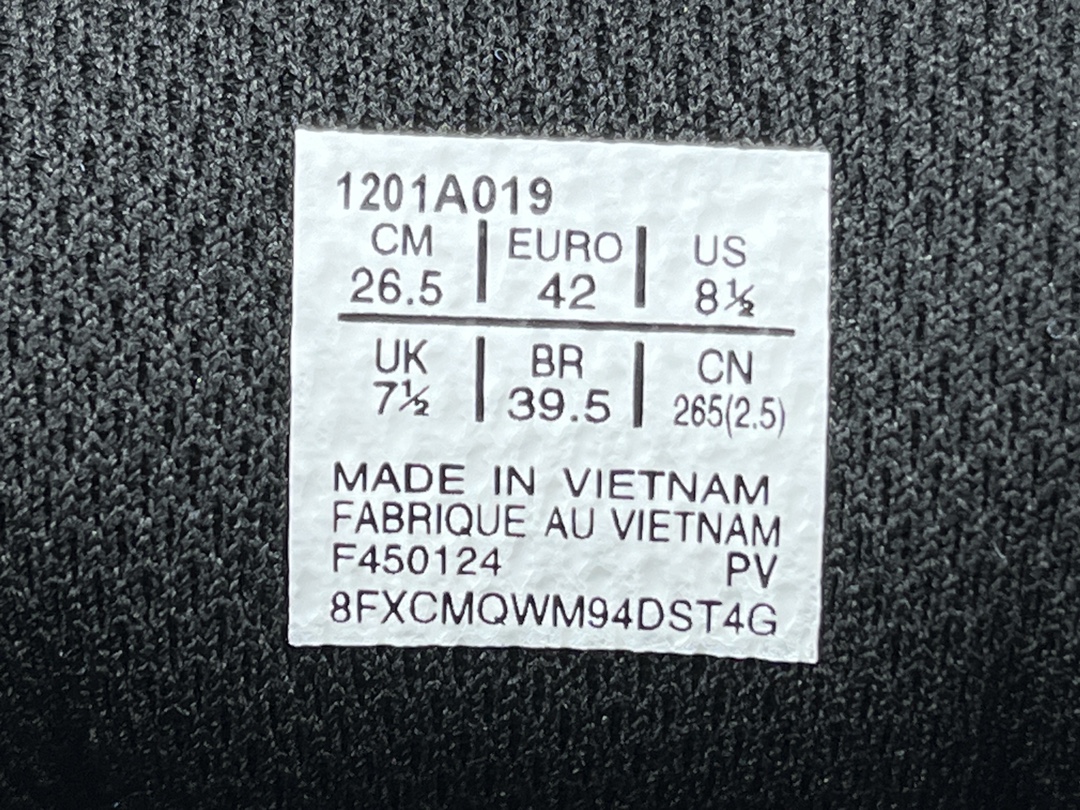 1201A019
CM | EURO | US
26.5 | 42 | 8½
UK | BR | CN
7½ | 39.5 | 265(2.5)
MADE IN VIETNAM
FABRIQUE AU VIETNAM
F450124 PV
8FXCMQWM94DST4G